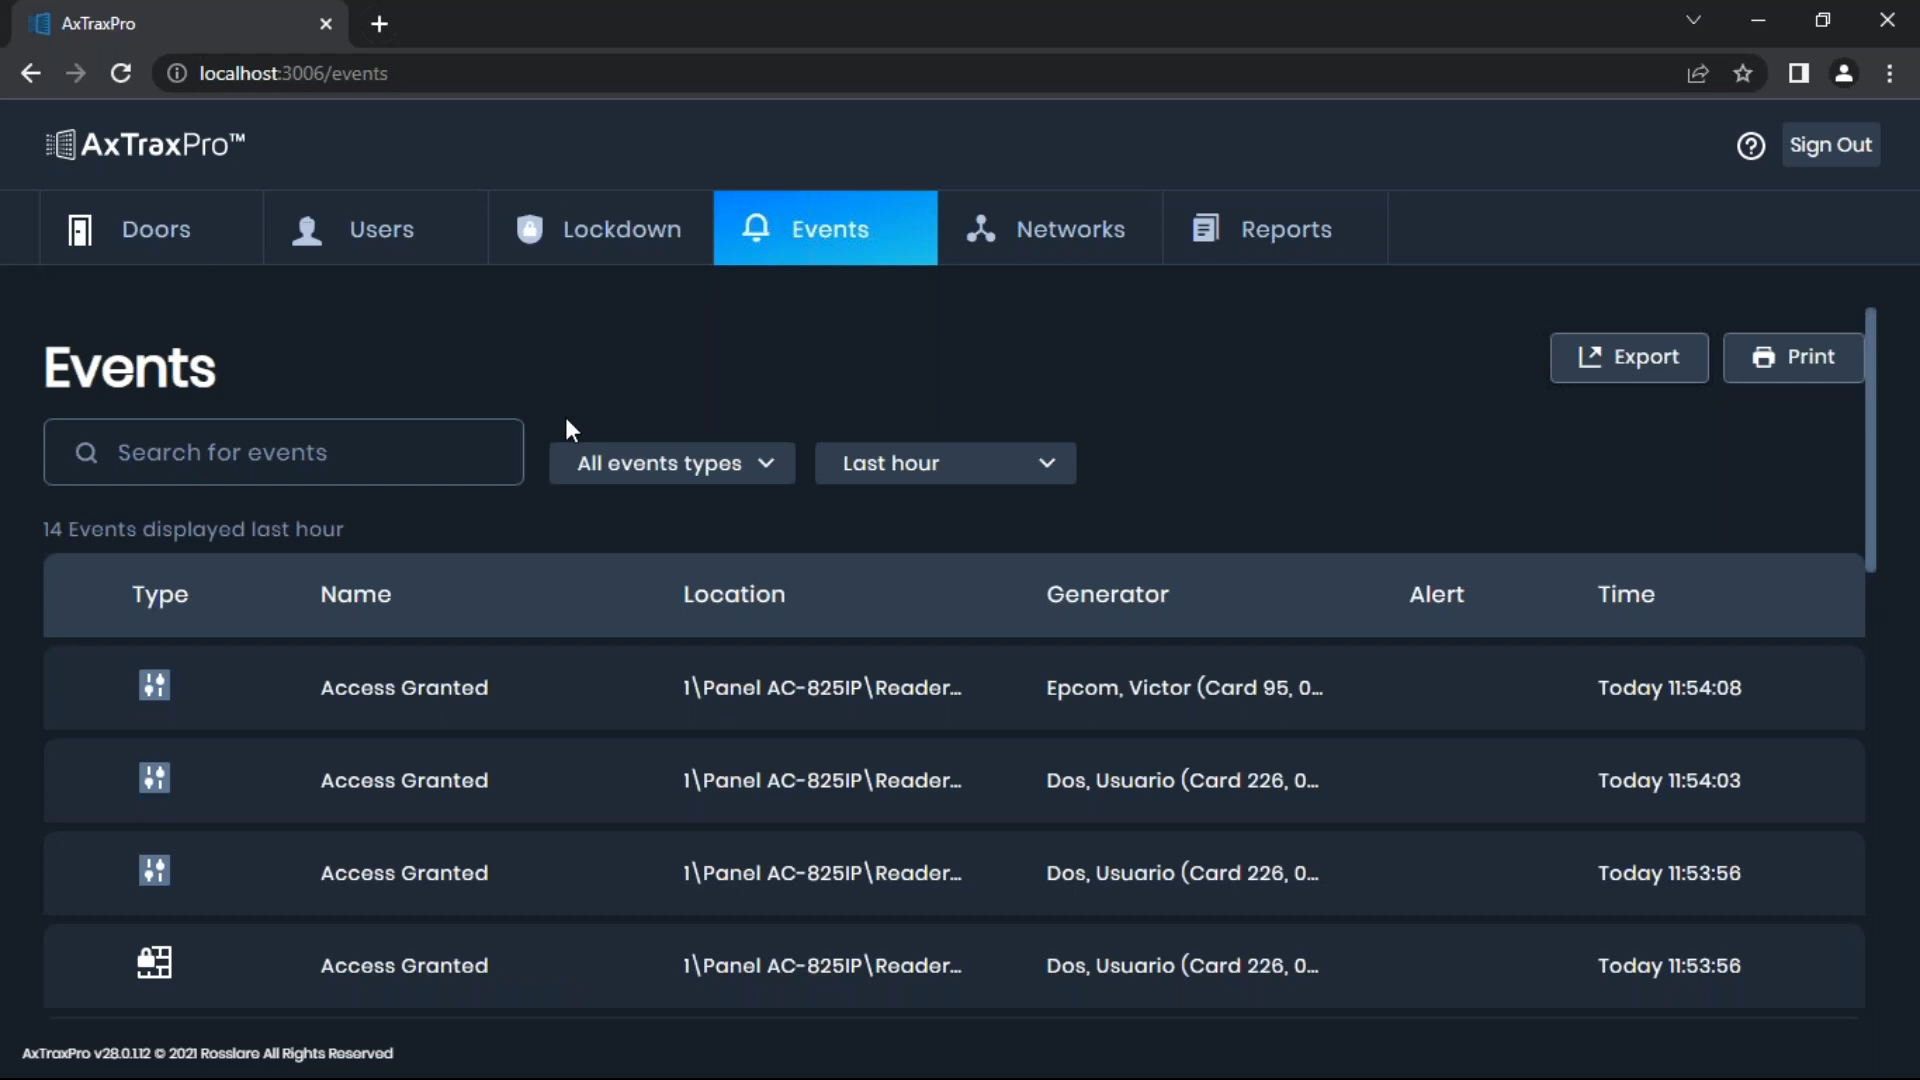 AxTraxPro
localhost:3006/events
AxTraxPro™
Sign Out
Doors
Users
Lockdown
Events
Networks
Reports
Events
Export
Print
Search for events
All events types
Last hour
14 Events displayed last hour
Type Name Location Generator Alert Time
Access Granted 1\Panel AC-825IP\Reader... Epcom, Victor (Card 95, 0... Today 11:54:08
Access Granted 1\Panel AC-825IP\Reader... Dos, Usuario (Card 226, 0... Today 11:54:03
Access Granted 1\Panel AC-825IP\Reader... Dos, Usuario (Card 226, 0... Today 11:53:56
Access Granted 1\Panel AC-825IP\Reader... Dos, Usuario (Card 226, 0... Today 11:53:56
AxTraxPro v28.0.1.12 © 2021 Rosslare All Rights Reserved